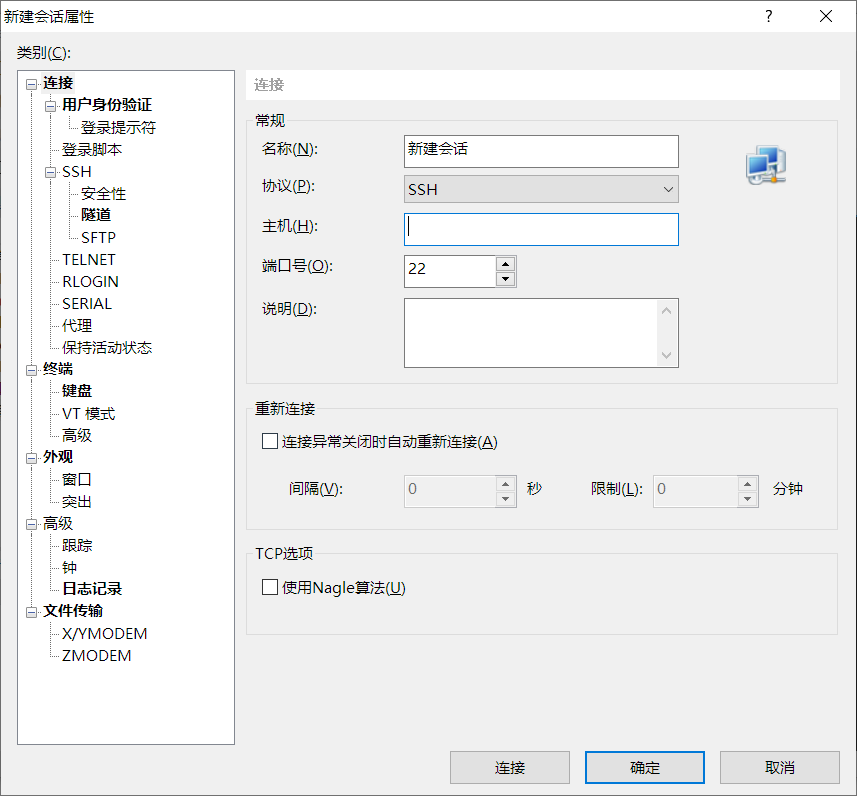 新建会话属性
?
类别(C):
连接
用户身份验证
登录提示符
登录脚本
SSH
安全性
隧道
SFTP
TELNET
RLOGIN
SERIAL
代理
保持活动状态
终端
键盘
VT 模式
高级
外观
窗口
突出
高级
跟踪
钟
日志记录
文件传输
X/YMODEM
ZMODEM
连接
常规
名称(N):
新建会话
协议(P):
SSH
主机(H):
端口号(O):
22
说明(D):
重新连接
连接异常关闭时自动重新连接(A)
间隔(V):
0
秒
限制(L):
0
分钟
TCP选项
使用Nagle算法(U)
连接
确定
取消